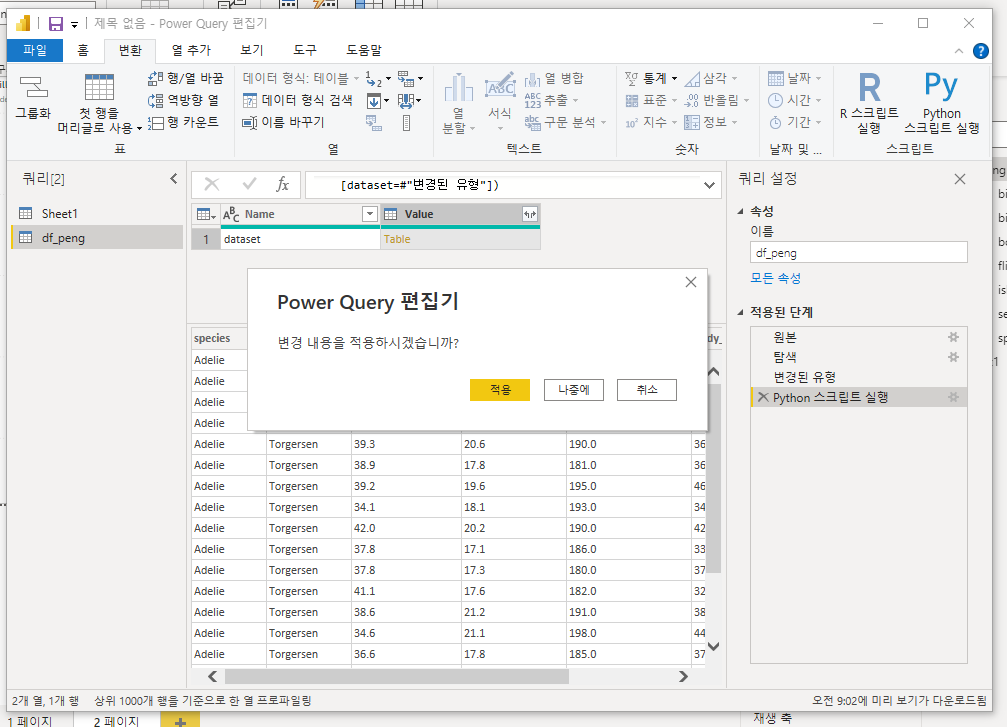 제목 없음 - Power Query 편집기
파일 홈 변환 열 추가 보기 도구 도움말
그룹화
첫 행을
머리글로 사용
행/열 바꿈
역방향 열
행 카운트
표
데이터 형식: 테이블
데이터 형식 검색
이름 바꾸기
열
열
분할
서식
열 병합
추출
구문 분석
텍스트
통계
표준
지수
삼각
반올림
정보
숫자
날짜
시간
기간
날짜 및 ...
R 스크립트
실행
Python
스크립트 실행
스크립트
쿼리[2]
Sheet1
df_peng
[dataset=#"변경된 유형"])
Name Value
1 dataset Table
Power Query 편집기
변경 내용을 적용하시겠습니까?
적용 나중에 취소
species
Adelie
Adelie
Adelie
Adelie
Adelie Torgersen 39.3 20.6 190.0 36
Adelie Torgersen 38.9 17.8 181.0 36
Adelie Torgersen 39.2 19.6 195.0 46
Adelie Torgersen 34.1 18.1 193.0 34
Adelie Torgersen 42.0 20.2 190.0 42
Adelie Torgersen 37.8 17.1 186.0 33
Adelie Torgersen 37.8 17.3 180.0 37
Adelie Torgersen 41.1 17.6 182.0 32
Adelie Torgersen 38.6 21.2 191.0 38
Adelie Torgersen 34.6 21.1 198.0 44
Adelie Torgersen 36.6 17.8 185.0 37
쿼리 설정
속성
이름
df_peng
모든 속성
적용된 단계
원본
탐색
변경된 유형
Python 스크립트 실행
2개 열, 1개 행 상위 1000개 행을 기준으로 한 열 프로파일링
오전 9:02에 미리 보기가 다운로드됨
1 페이지 2 페이지 +
재생 축